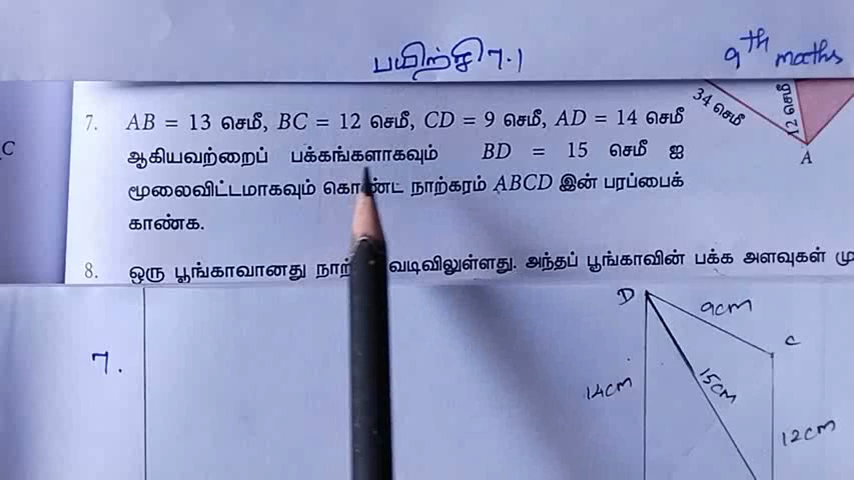 பயிற்சி 7.1
9th maths
34 செமீ
12 செமீ
A
C
7. AB = 13 செமீ, BC = 12 செமீ, CD = 9 செமீ, AD = 14 செமீ
ஆகியவற்றைப் பக்கங்களாகவும் BD = 15 செமீ ஐ
மூலைவிட்டமாகவும் கொண்ட நாற்கரம் ABCD இன் பரப்பைக்
காண்க.
8. ஒரு பூங்காவானது வடிவிலுள்ளது. அந்தப் பூங்காவின் பக்க அளவுகள்
7.
D
9cm
C
14cm
15cm
12cm